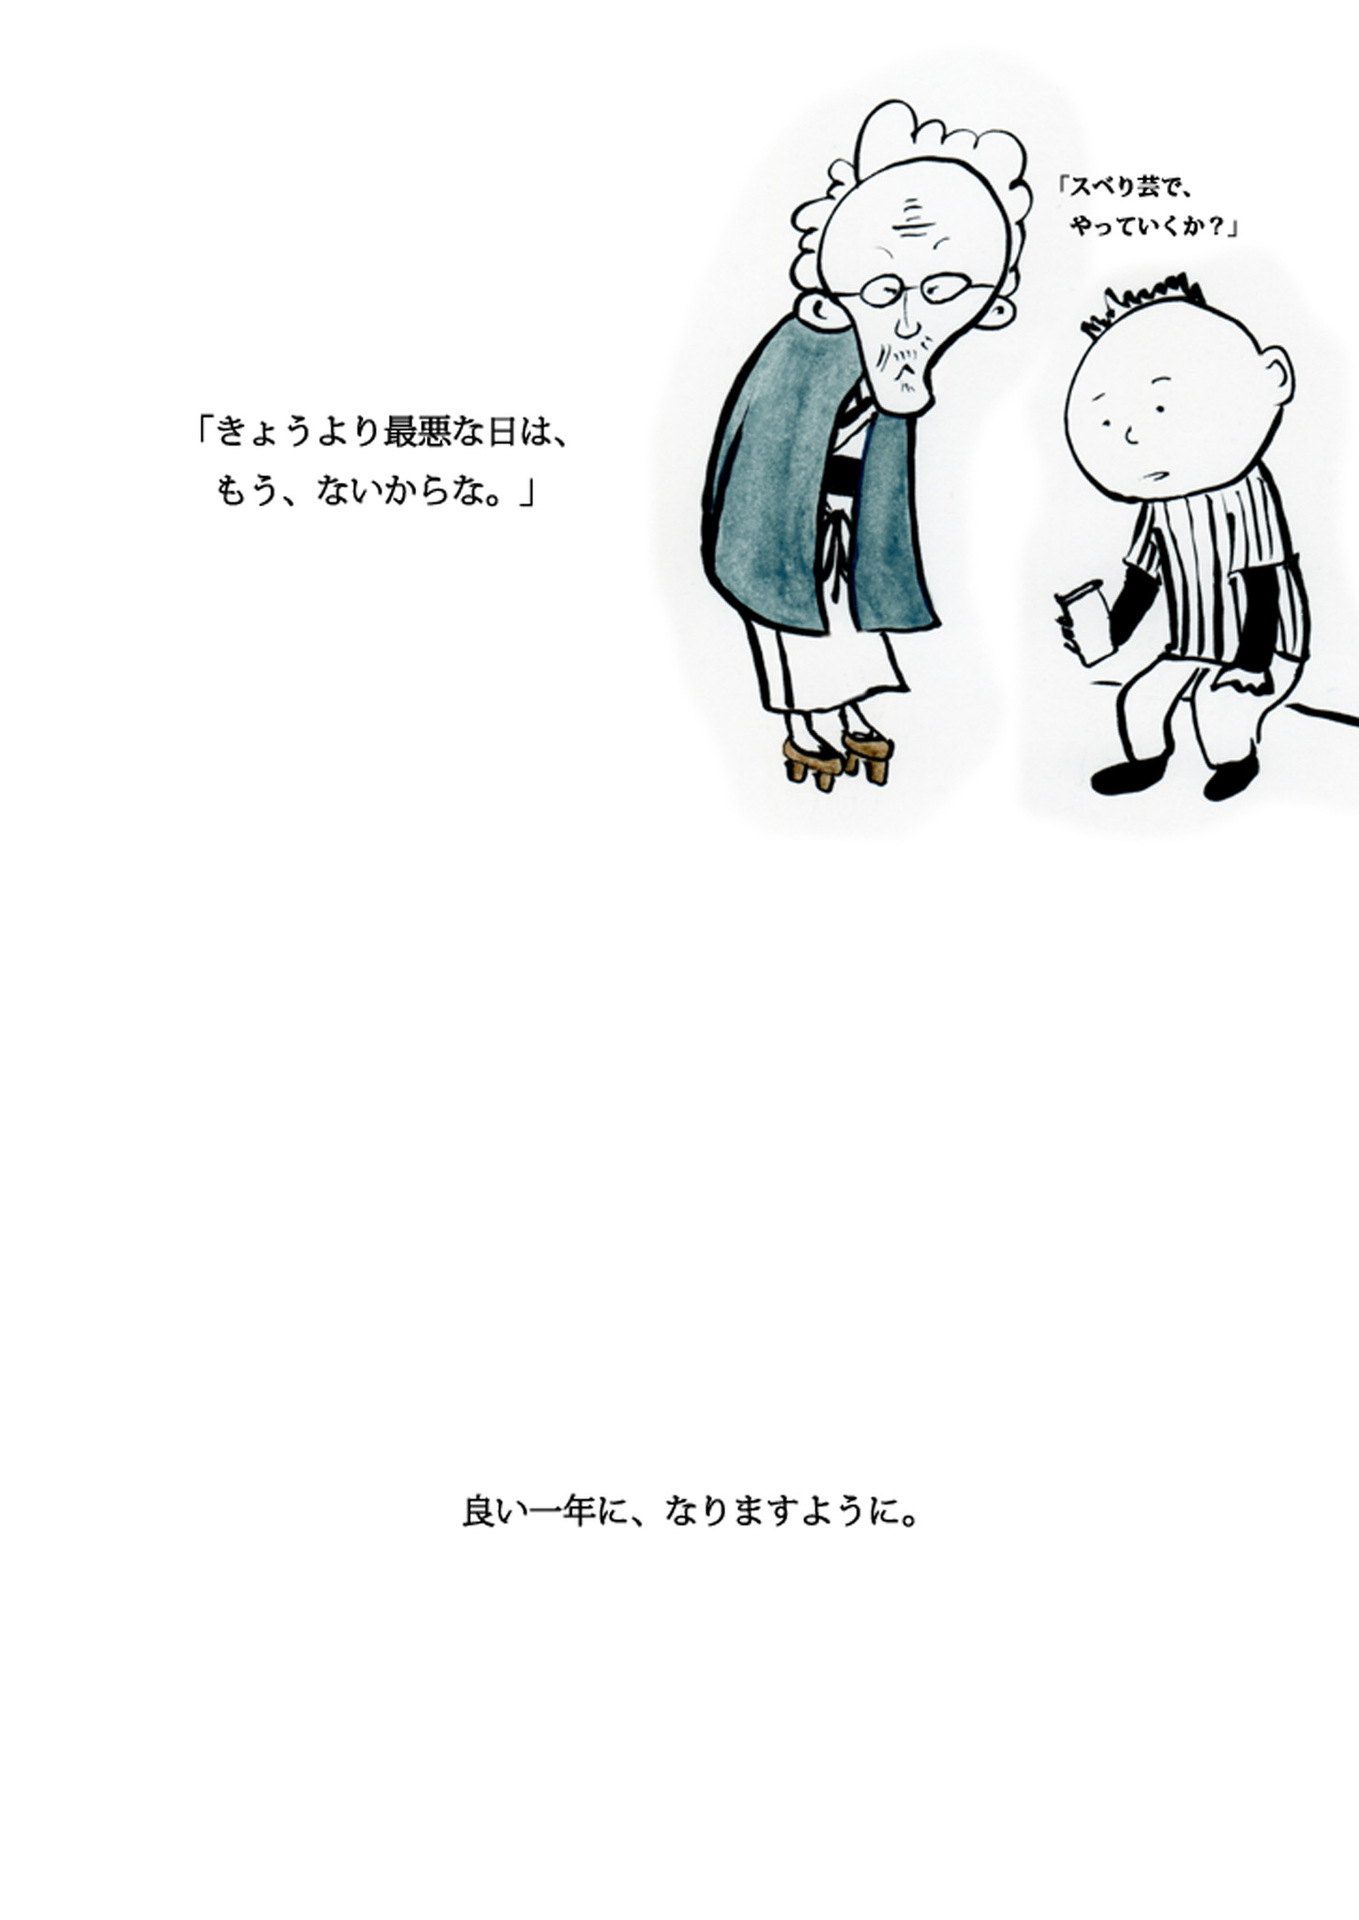 「スベり芸で、
やっていくか？」
「きょうより最悪な日は、
もう、ないからな。」
良い一年に、なりますように。